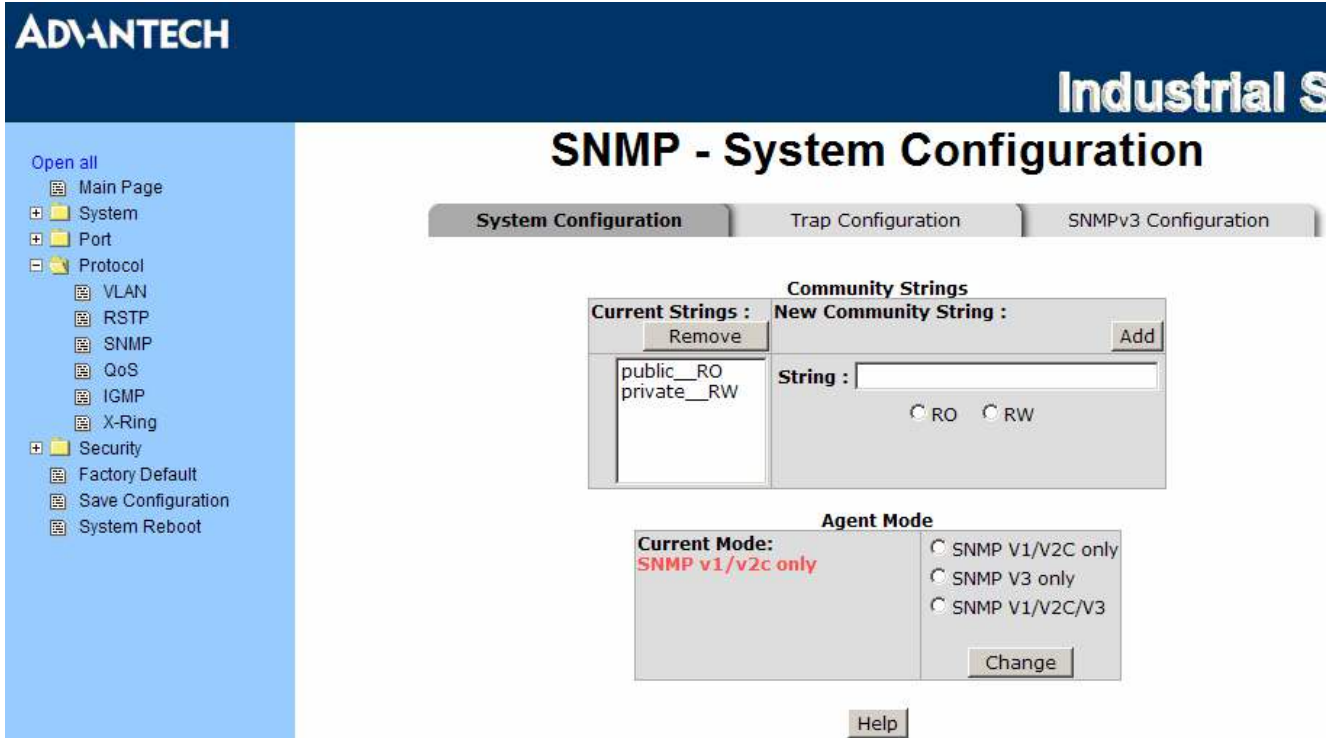 ADVANTECH
Industrial S
Open all
Main Page
System
Port
Protocol
VLAN
RSTP
SNMP
QoS
IGMP
X-Ring
Security
Factory Default
Save Configuration
System Reboot
SNMP - System Configuration
System Configuration
Trap Configuration
SNMPv3 Configuration
Community Strings
Current Strings :
Remove
New Community String :
Add
public__RO
private__RW
String :
RO RW
Agent Mode
Current Mode:
SNMP v1/v2c only
SNMP V1/V2C only
SNMP V3 only
SNMP V1/V2C/V3
Change
Help